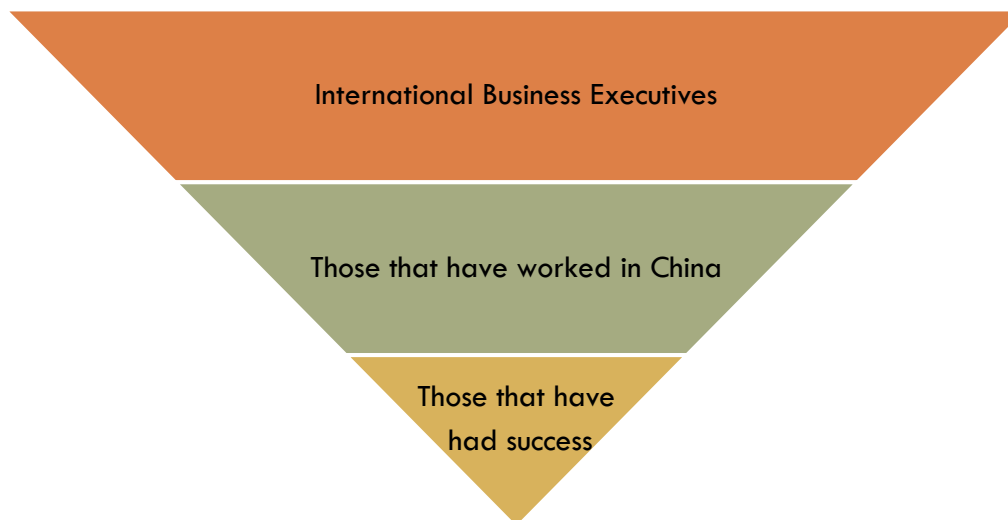 International Business Executives
Those that have worked in China
Those that have
had success